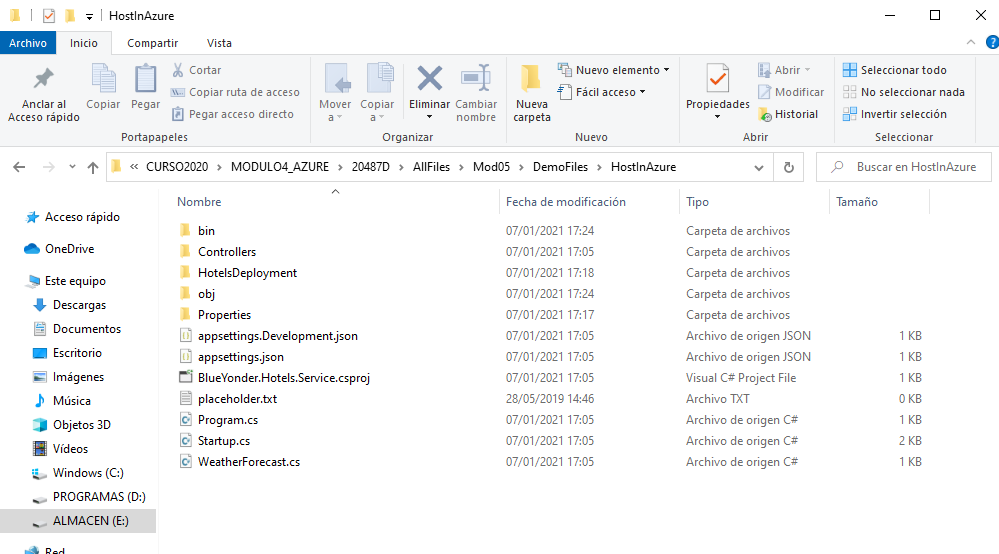 HostInAzure
Archivo Inicio Compartir Vista
Anclar al Acceso rápido
Copiar
Pegar
Cortar
Copiar ruta de acceso
Pegar acceso directo
Portapapeles
Mover a
Copiar a
Eliminar
Cambiar nombre
Organizar
Nueva carpeta
Nuevo elemento
Fácil acceso
Nuevo
Propiedades
Abrir
Modificar
Historial
Abrir
Seleccionar todo
No seleccionar nada
Invertir selección
Seleccionar
« CURSO2020 > MODULO4_AZURE > 20487D > AllFiles > Mod05 > DemoFiles > HostInAzure
Buscar en HostInAzure
Acceso rápido
OneDrive
Este equipo
Descargas
Documentos
Escritorio
Imágenes
Música
Objetos 3D
Vídeos
Windows (C:)
PROGRAMAS (D:)
ALMACEN (E:)
Red
Nombre Fecha de modificación Tipo Tamaño
bin 07/01/2021 17:24 Carpeta de archivos
Controllers 07/01/2021 17:05 Carpeta de archivos
HotelsDeployment 07/01/2021 17:18 Carpeta de archivos
obj 07/01/2021 17:24 Carpeta de archivos
Properties 07/01/2021 17:17 Carpeta de archivos
appsettings.Development.json 07/01/2021 17:05 Archivo de origen JSON 1 KB
appsettings.json 07/01/2021 17:05 Archivo de origen JSON 1 KB
BlueYonder.Hotels.Service.csproj 07/01/2021 17:05 Visual C# Project File 1 KB
placeholder.txt 28/05/2019 14:46 Archivo TXT 0 KB
Program.cs 07/01/2021 17:05 Archivo de origen C# 1 KB
Startup.cs 07/01/2021 17:05 Archivo de origen C# 2 KB
WeatherForecast.cs 07/01/2021 17:05 Archivo de origen C# 1 KB